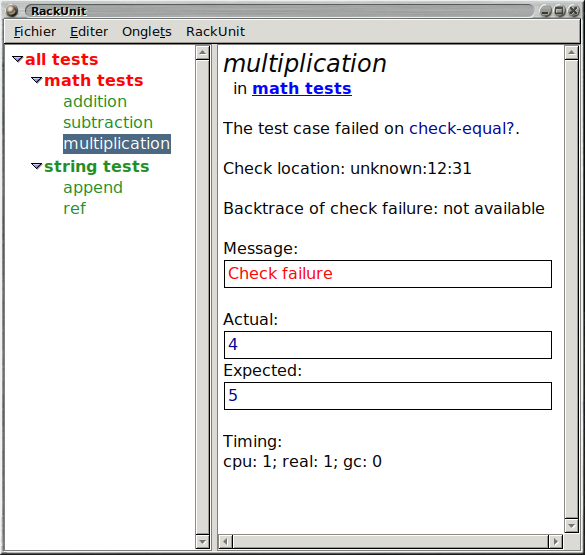 RackUnit
Fichier Editer Onglets RackUnit
all tests
math tests
addition
subtraction
multiplication
string tests
append
ref
multiplication
in math tests
The test case failed on check-equal?.
Check location: unknown:12:31
Backtrace of check failure: not available
Message:
Check failure
Actual:
4
Expected:
5
Timing:
cpu: 1; real: 1; gc: 0